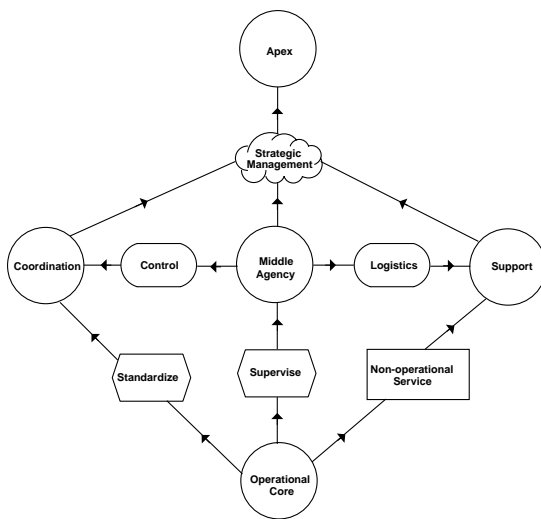 Apex
Strategic
Management
Coordination
Control
Middle
Agency
Logistics
Support
Standardize
Supervise
Non-operational
Service
Operational
Core